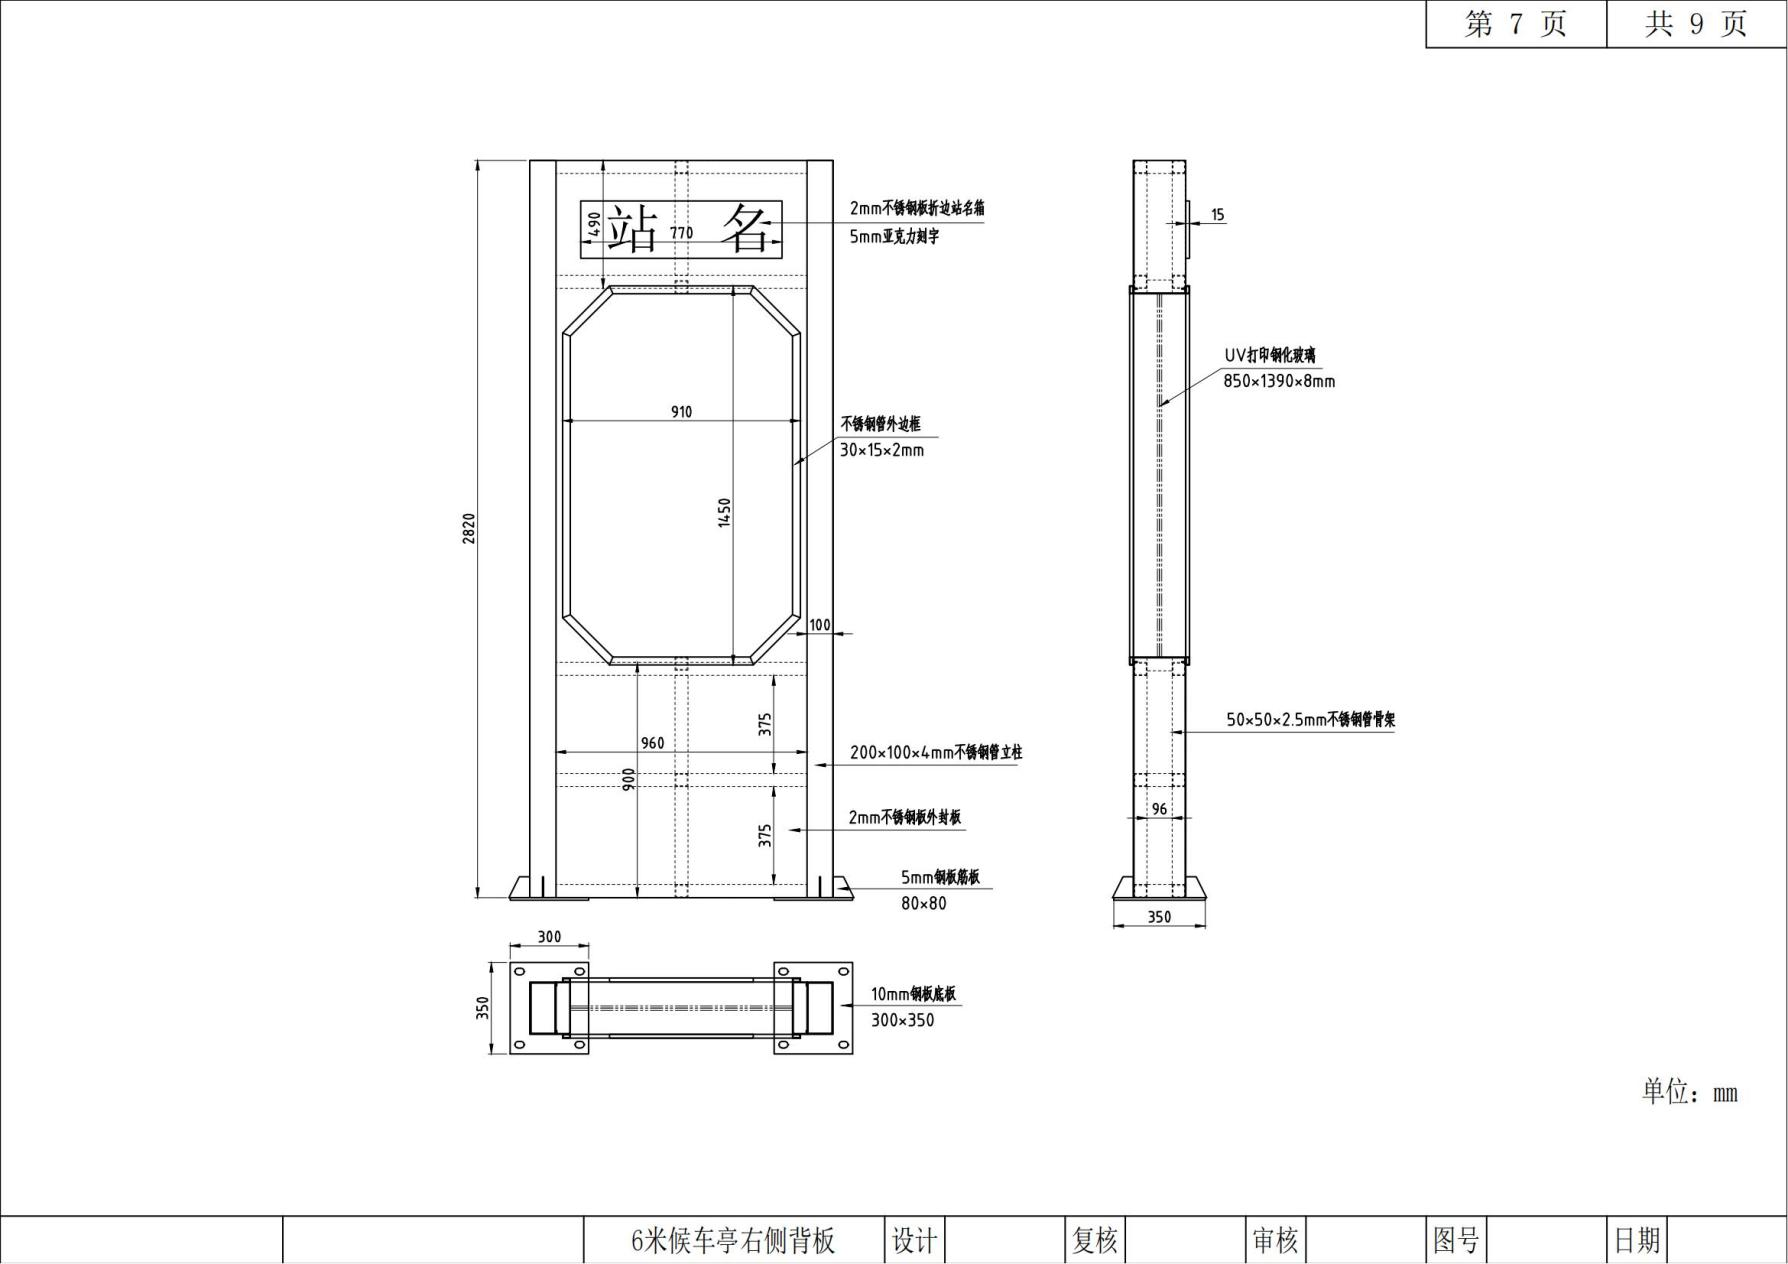 第 7 页
共 9 页
490
站 名
770
2mm不锈钢板折边站名箱
5mm亚克力刻字
15
UV打印钢化玻璃
850×1390×8mm
910
不锈钢管外边框
30×15×2mm
1450
2820
100
375
50×50×2.5mm不锈钢管骨架
960
900
200×100×4mm不锈钢管立柱
375
2mm不锈钢板外封板
96
5mm钢板筋板
80×80
350
300
350
10mm钢板底板
300×350
单位：mm
6米候车亭右侧背板
设计
复核
审核
图号
日期